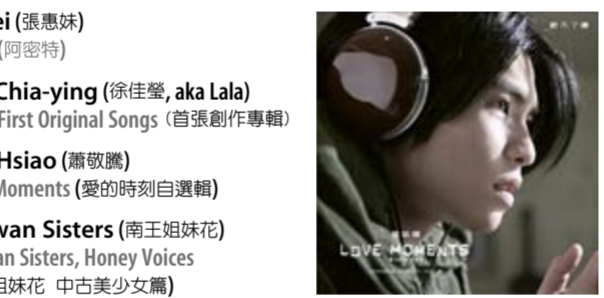 ei (張惠妹)
(阿密特)
Chia-ying (徐佳瑩, aka Lala)
First Original Songs (首張創作專輯)
Hsiao (蕭敬騰)
Moments (愛的時刻自選輯)
wan Sisters (南王姐妹花)
an Sisters, Honey Voices
姐妹花 中古美少女篇)
LOVE MOMENTS